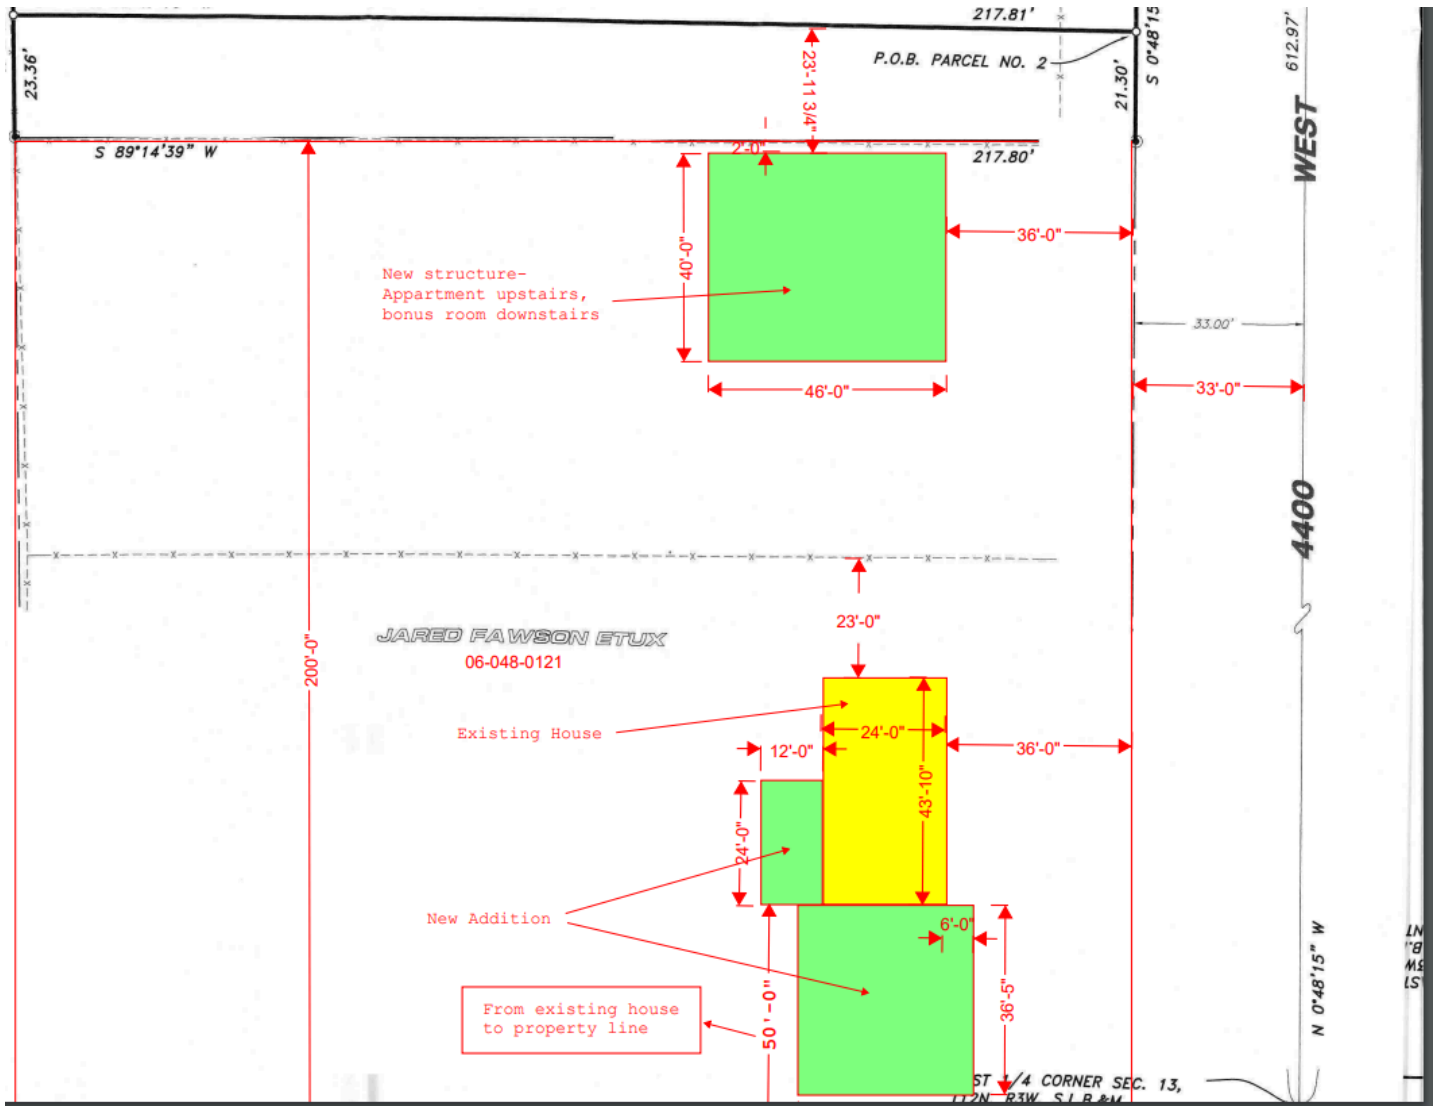 217.81'
P.O.B. PARCEL NO. 2
23.36'
23'-11 3/4"
21.30'
S 0°48'15
612.97'
WEST
S 89°14'39" W
2'-0"
217.80'
36'-0"
40'-0"
New structure-
Appartment upstairs,
bonus room downstairs
33.00'
46'-0"
33'-0"
4400
23'-0"
JARED FAWSON ETUX
06-048-0121
200'-0"
Existing House
24'-0"
12'-0"
36'-0"
43'-10"
24'-0"
New Addition
6'-0"
36'-5"
50'-0"
From existing house
to property line
N 0°48'15" W
ST 1/4 CORNER SEC. 13,
R3W, S.L.B.&M.